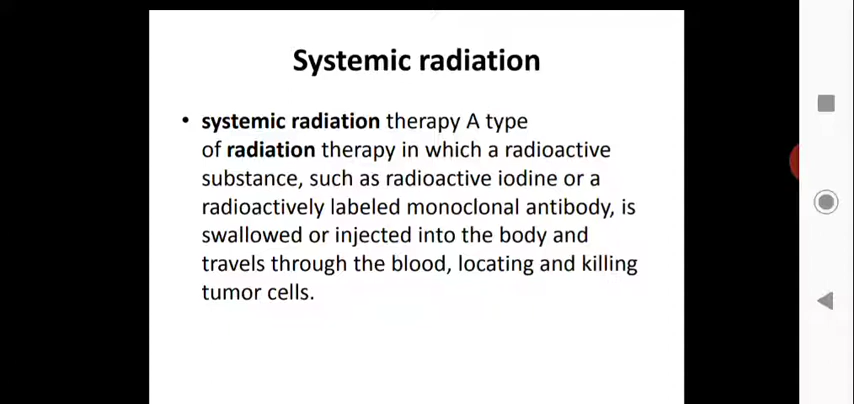 Systemic radiation
• systemic radiation therapy A type
of radiation therapy in which a radioactive
substance, such as radioactive iodine or a
radioactively labeled monoclonal antibody, is
swallowed or injected into the body and
travels through the blood, locating and killing
tumor cells.